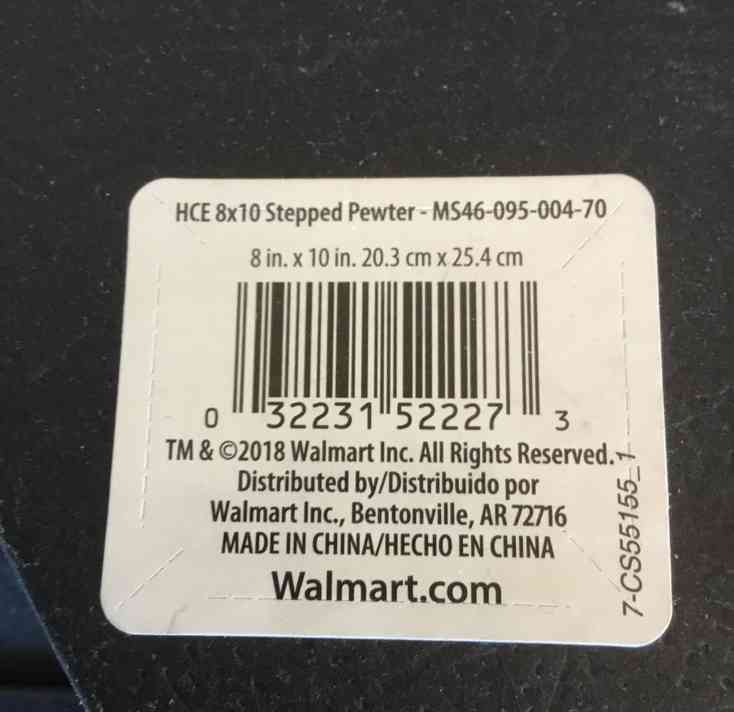 HCE 8x10 Stepped Pewter - MS46-095-004-70
8 in. x 10 in. 20.3 cm x 25.4 cm
0 32231 52227 3
TM & ©2018 Walmart Inc. All Rights Reserved.
Distributed by/Distribuido por
Walmart Inc., Bentonville, AR 72716
MADE IN CHINA/HECHO EN CHINA
Walmart.com
7-CS55155_1